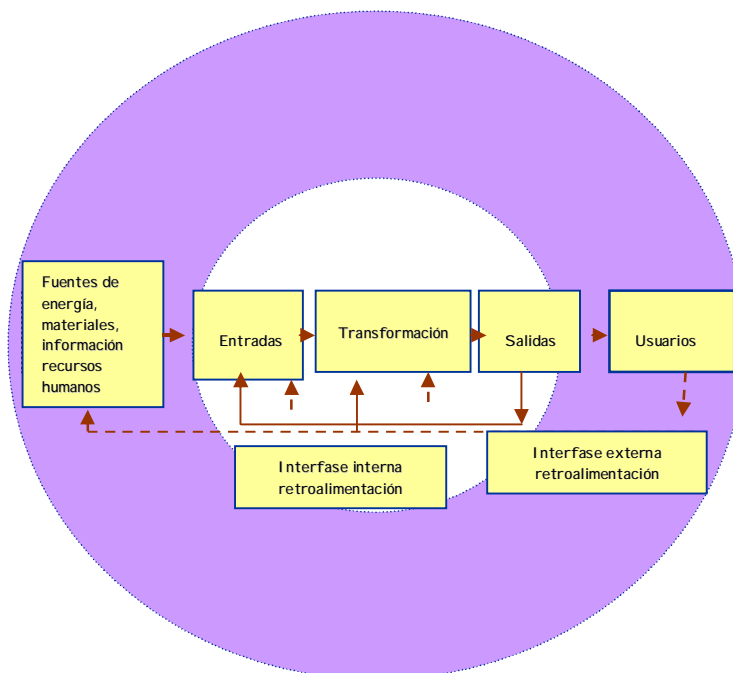 Fuentes de
energía,
materiales,
información
recursos
humanos
Entradas
Transformación
Salidas
Usuarios
Interfase interna
retroalimentación
Interfase externa
retroalimentación